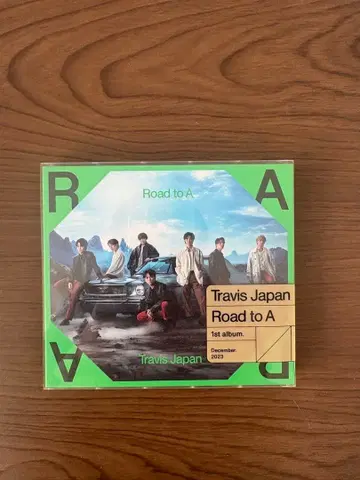 R
A
Road to A
Travis Japan
Road to A
1st album.
December
2023
Travis Japan
A
R